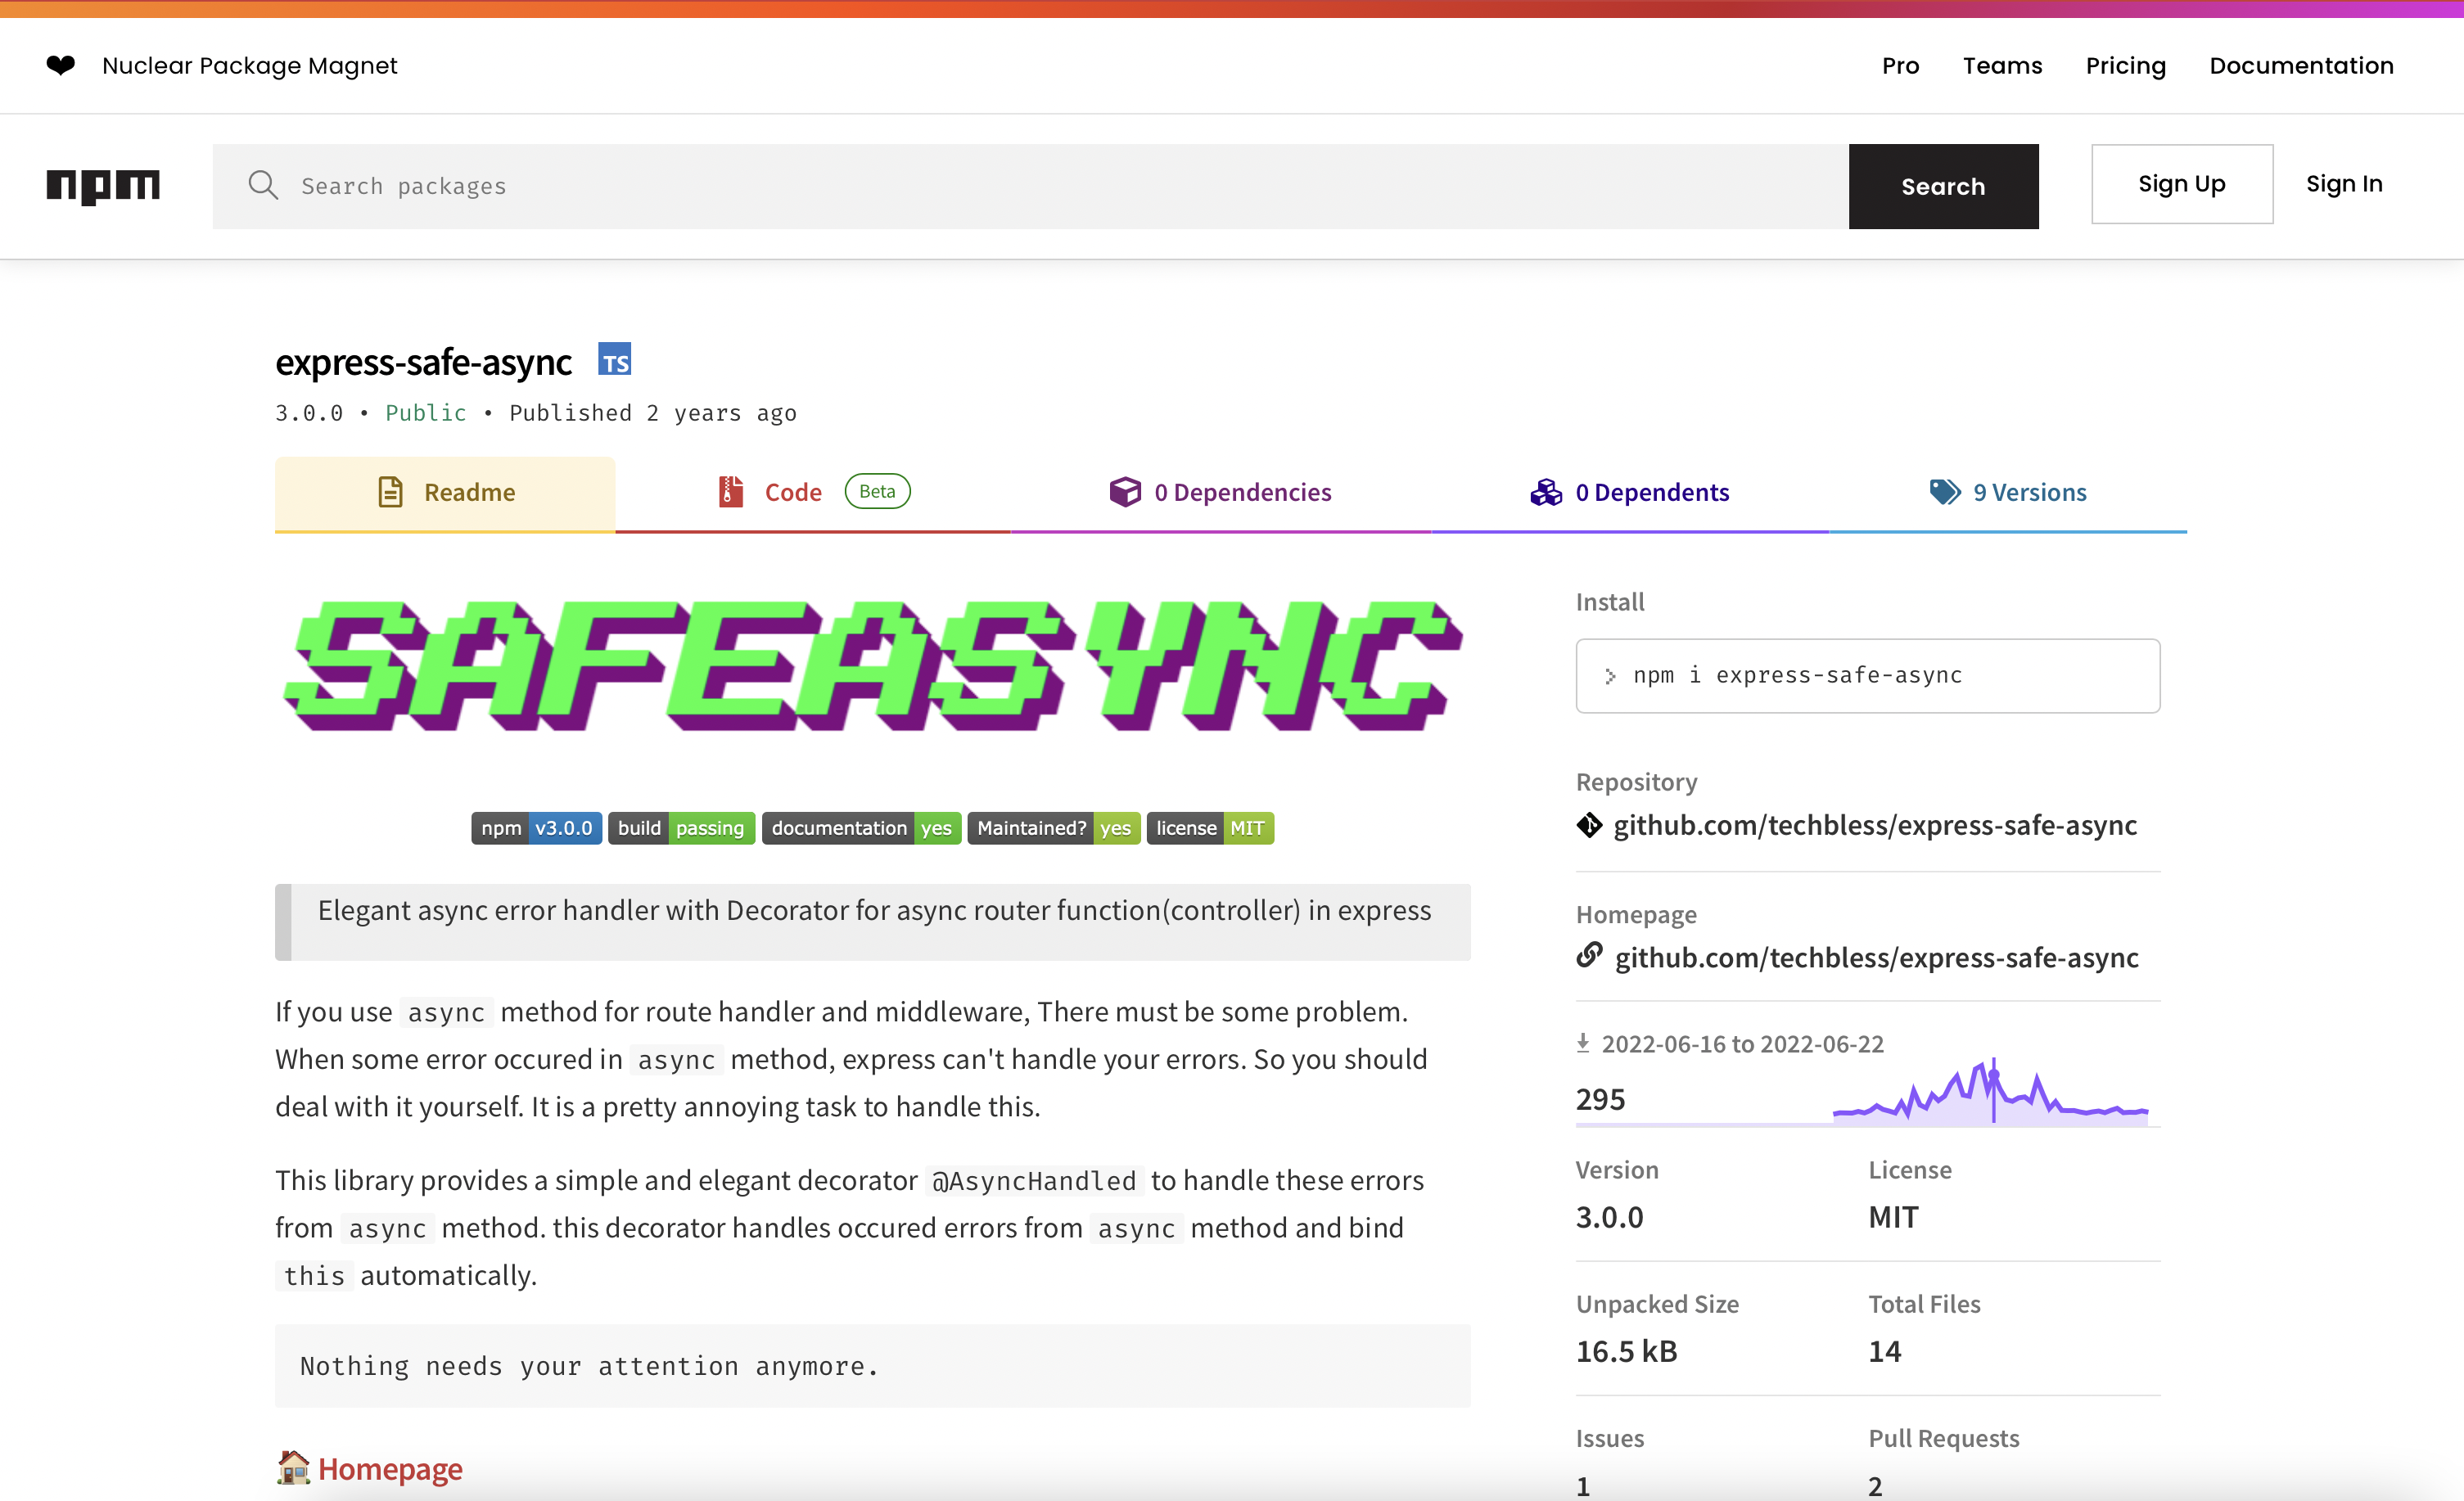 ❤ Nuclear Package Magnet
Pro Teams Pricing Documentation
npm
Search packages
Search
Sign Up
Sign In
express-safe-async TS
3.0.0 • Public • Published 2 years ago
Readme
Code Beta
0 Dependencies
0 Dependents
9 Versions
SAFEASYNC
npm v3.0.0 build passing documentation yes Maintained? yes license MIT
Elegant async error handler with Decorator for async router function(controller) in express
If you use async method for route handler and middleware, There must be some problem.
When some error occured in async method, express can't handle your errors. So you should
deal with it yourself. It is a pretty annoying task to handle this.
This library provides a simple and elegant decorator @AsyncHandled to handle these errors
from async method. this decorator handles occured errors from async method and bind
this automatically.
Nothing needs your attention anymore.
🏠 Homepage
Install
npm i express-safe-async
Repository
github.com/techbless/express-safe-async
Homepage
github.com/techbless/express-safe-async
2022-06-16 to 2022-06-22
295
Version License
3.0.0 MIT
Unpacked Size Total Files
16.5 kB 14
Issues Pull Requests
1 2